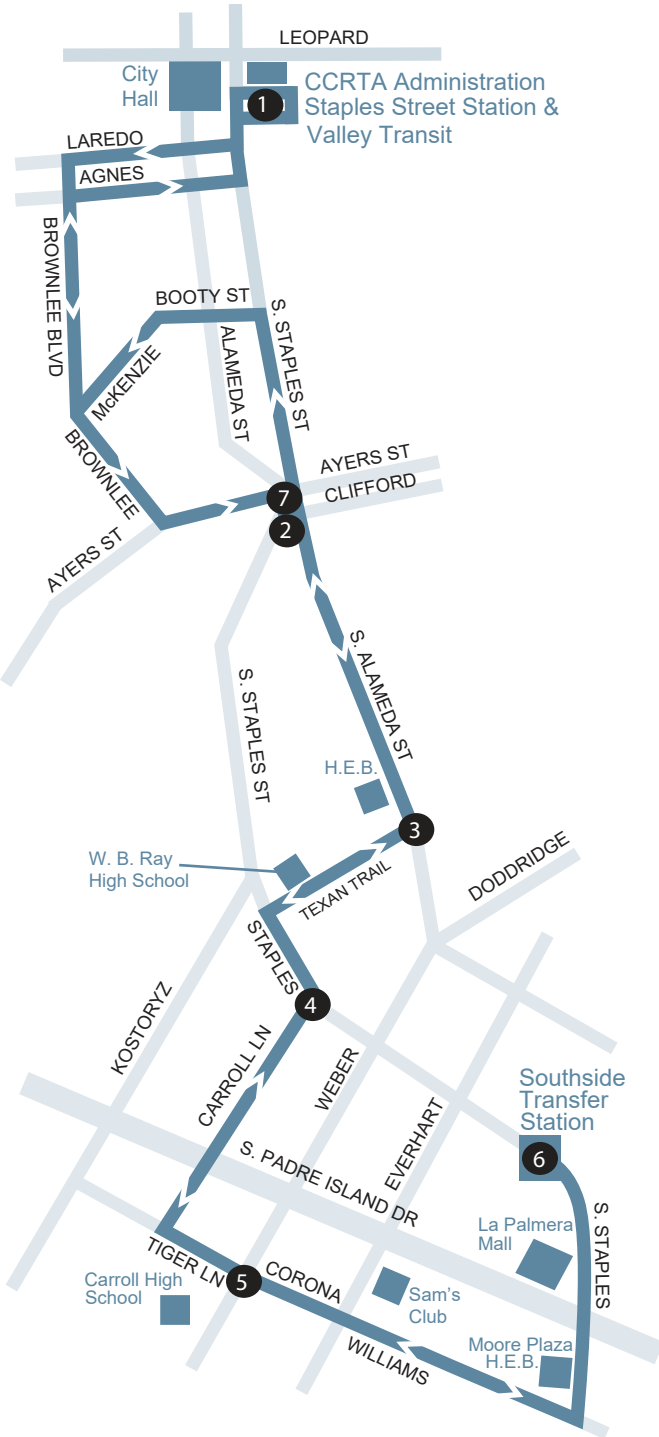 LEOPARD
City
Hall
CCRTA Administration
Staples Street Station &
Valley Transit
1
LAREDO
AGNES
BROWNLEE BLVD
BOOTY ST
McKENZIE
ALAMEDA ST
S. STAPLES ST
BROWNLEE
AYERS ST
CLIFFORD
7
2
AYERS ST
S. STAPLES ST
S. ALAMEDA ST
H.E.B.
3
W. B. Ray
High School
TEXAN TRAIL
DODDRIDGE
STAPLES
4
KOSTORYZ
CARROLL LN
WEBER
EVERHART
Southside
Transfer
Station
6
S. PADRE ISLAND DR
S. STAPLES
La Palmera
Mall
TIGER LN
5
CORONA
Carroll High
School
Sam's
Club
WILLIAMS
Moore Plaza
H.E.B.